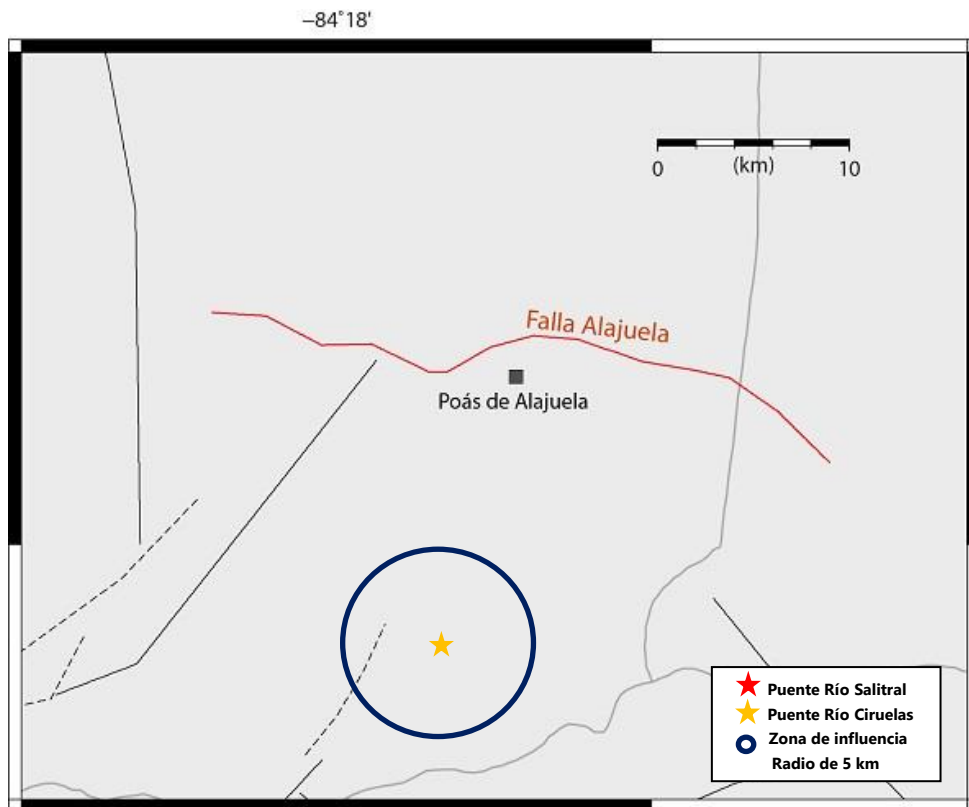 −84°18'
0 (km) 10
Falla Alajuela
Poás de Alajuela
Puente Río Salitral
Puente Río Ciruelas
Zona de influencia
Radio de 5 km